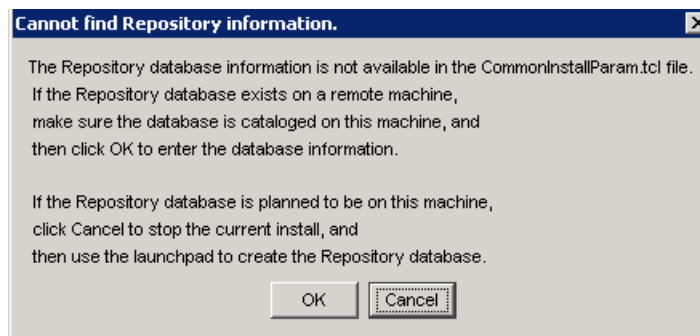 Cannot find Repository information.
The Repository database information is not available in the CommonInstallParam.tcl file.
If the Repository database exists on a remote machine,
make sure the database is cataloged on this machine, and
then click OK to enter the database information.
If the Repository database is planned to be on this machine,
click Cancel to stop the current install, and
then use the launchpad to create the Repository database.
OK Cancel